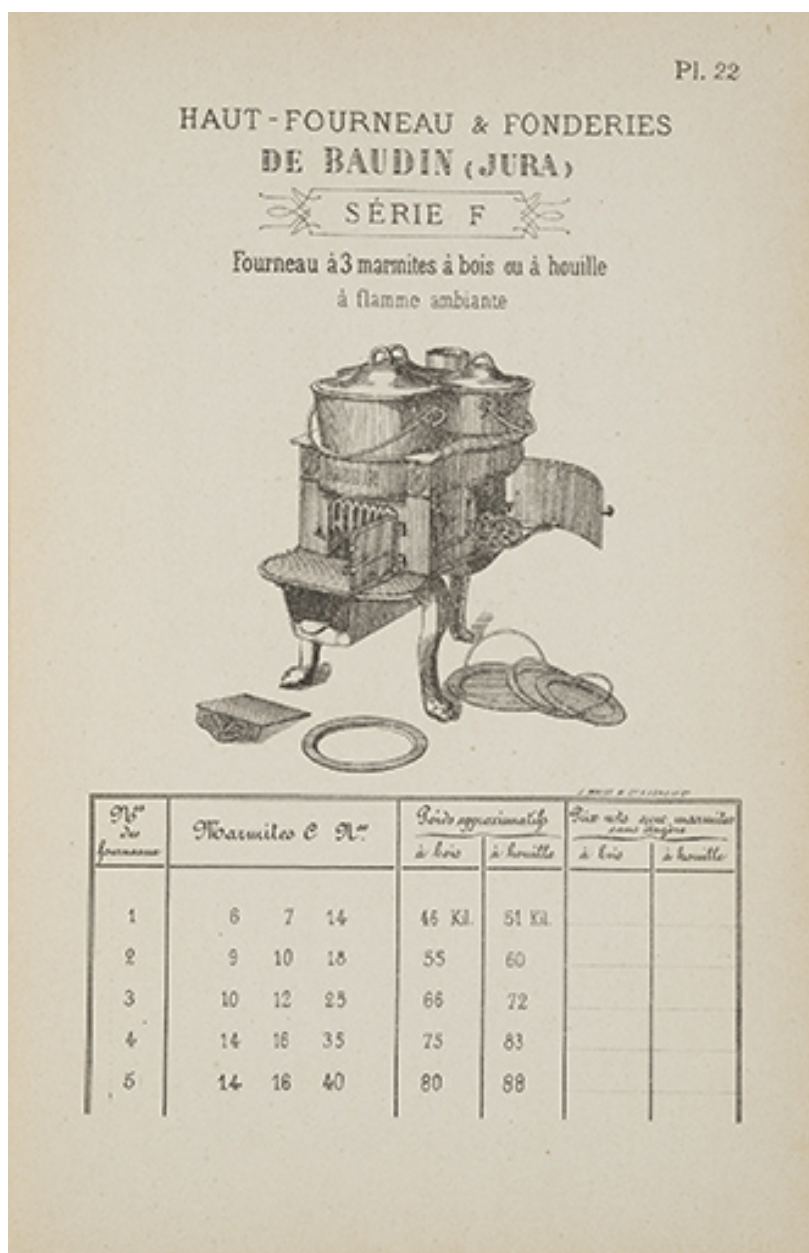 Pl. 22
HAUT-FOURNEAU & FONDERIES
DE BAUDIN (JURA)
SÉRIE F
Fourneau à 3 marmites à bois ou à houille
à flamme ambiante
BAUDIN
Nos des fourneaux Marmites C Nos Poids approximatifs Prix nets sans marmites
à bois à houille à bois à houille
1 6 7 14 46 Kil. 51 Kil.
2 9 10 18 55 60
3 10 12 25 66 72
4 14 16 35 75 83
5 14 16 40 80 88